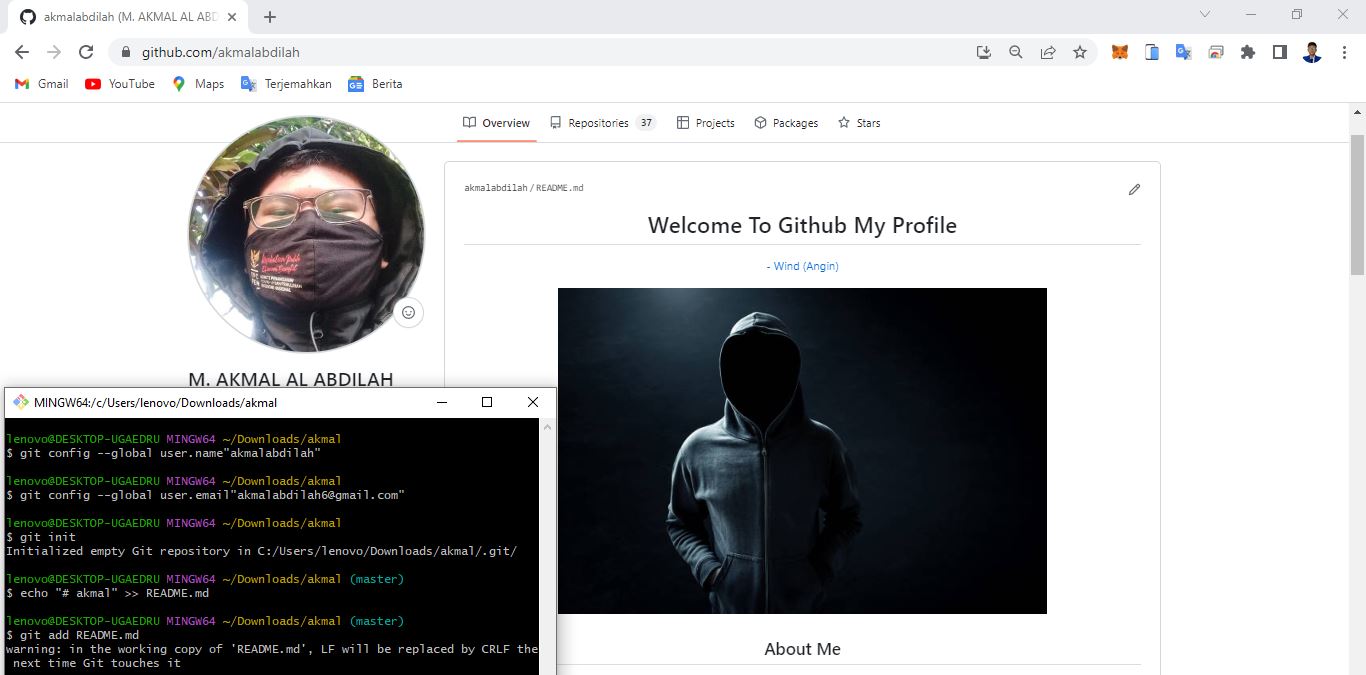 akmalabdilah (M. AKMAL AL ABD
github.com/akmalabdilah
Gmail
YouTube
Maps
Terjemahkan
Berita
Overview
Repositories 37
Projects
Packages
Stars
akmalabdilah / README.md
Welcome To Github My Profile
- Wind (Angin)
M. AKMAL AL ABDILAH
About Me
MINGW64:/c/Users/lenovo/Downloads/akmal
lenovo@DESKTOP-UGAEDRU MINGW64 ~/Downloads/akmal
$ git config --global user.name"akmalabdilah"
lenovo@DESKTOP-UGAEDRU MINGW64 ~/Downloads/akmal
$ git config --global user.email"akmalabdilah6@gmail.com"
lenovo@DESKTOP-UGAEDRU MINGW64 ~/Downloads/akmal
$ git init
Initialized empty Git repository in C:/Users/lenovo/Downloads/akmal/.git/
lenovo@DESKTOP-UGAEDRU MINGW64 ~/Downloads/akmal (master)
$ echo "# akmal" >> README.md
lenovo@DESKTOP-UGAEDRU MINGW64 ~/Downloads/akmal (master)
$ git add README.md
warning: in the working copy of 'README.md', LF will be replaced by CRLF the
next time Git touches it